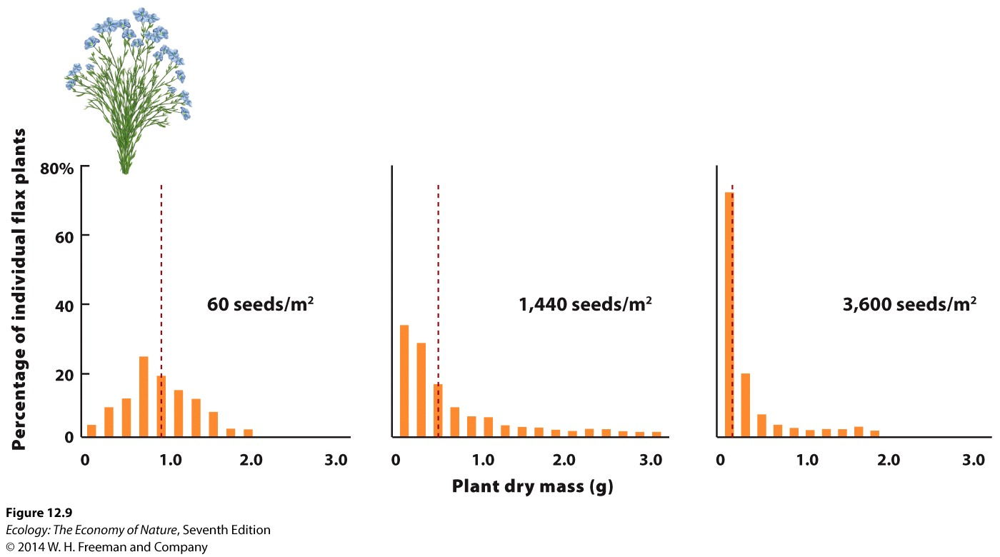 Percentage of individual flax plants
80%
60
40
20
0
60 seeds/m²
0 1.0 2.0 3.0
1,440 seeds/m²
0 1.0 2.0 3.0
3,600 seeds/m²
0 1.0 2.0 3.0
Plant dry mass (g)
Figure 12.9
Ecology: The Economy of Nature, Seventh Edition
© 2014 W. H. Freeman and Company